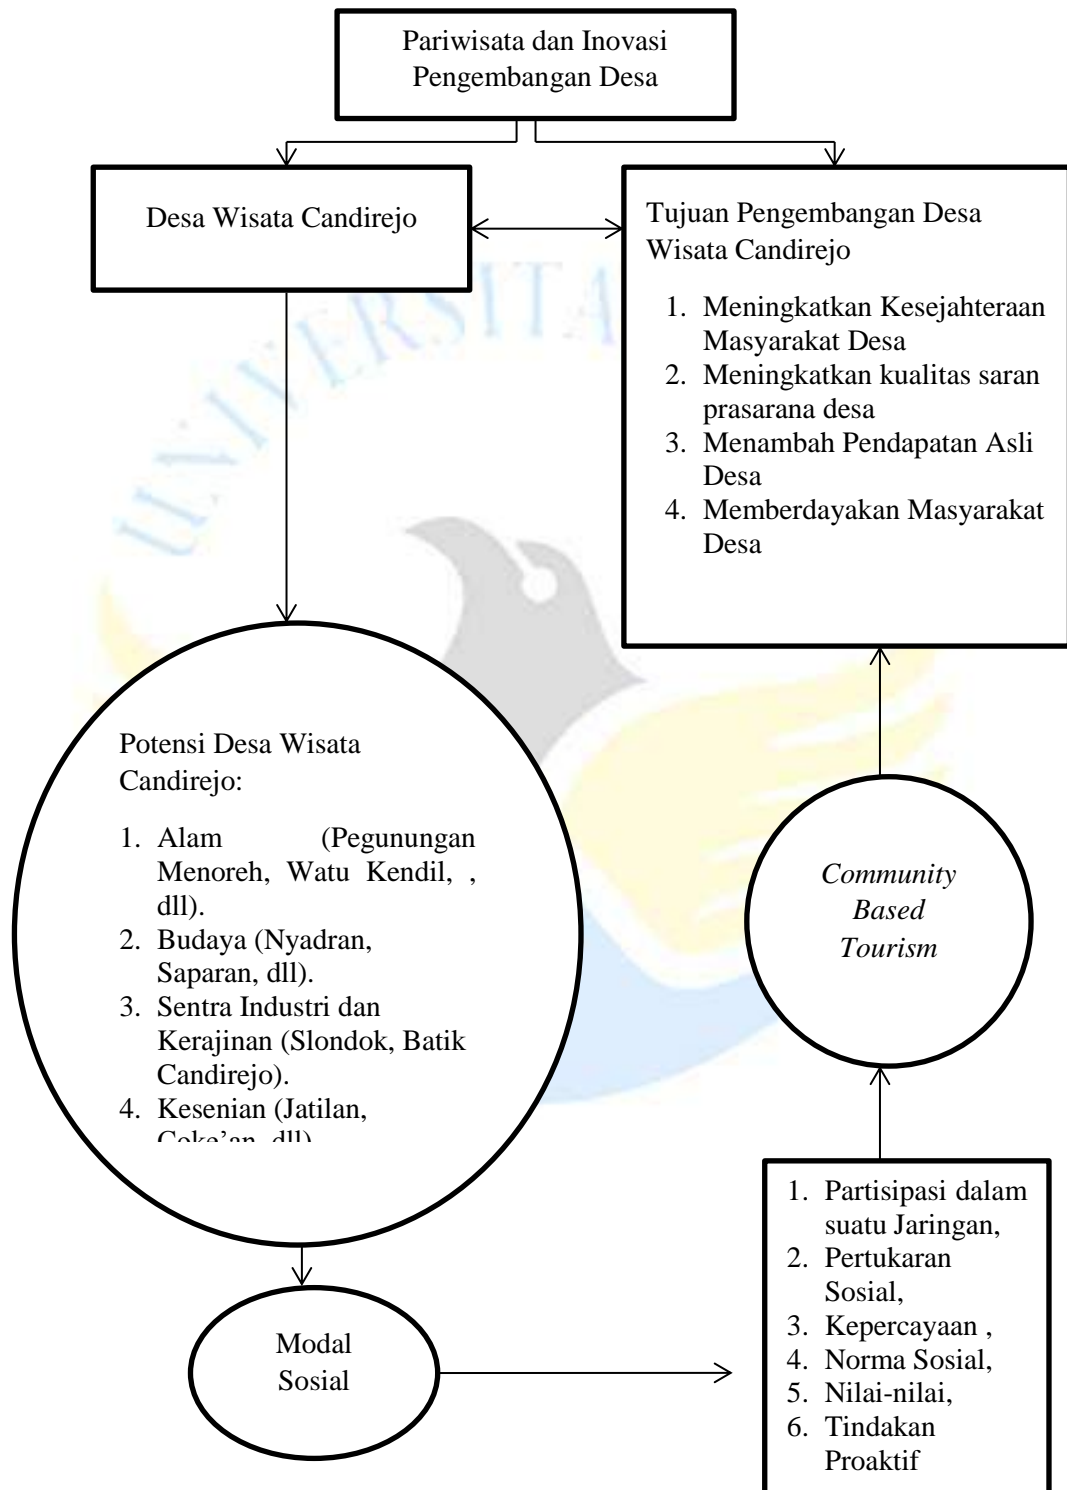 Pariwisata dan Inovasi
Pengembangan Desa
Desa Wisata Candirejo
Tujuan Pengembangan Desa
Wisata Candirejo
1. Meningkatkan Kesejahteraan
Masyarakat Desa
2. Meningkatkan kualitas saran
prasarana desa
3. Menambah Pendapatan Asli
Desa
4. Memberdayakan Masyarakat
Desa
UNIVERSITA
Potensi Desa Wisata
Candirejo:
1. Alam (Pegunungan
Menoreh, Watu Kendil, ,
dll).
2. Budaya (Nyadran,
Saparan, dll).
3. Sentra Industri dan
Kerajinan (Slondok, Batik
Candirejo).
4. Kesenian (Jatilan,
Coke’an, dll)
Community
Based
Tourism
Modal
Sosial
1. Partisipasi dalam
suatu Jaringan,
2. Pertukaran
Sosial,
3. Kepercayaan ,
4. Norma Sosial,
5. Nilai-nilai,
6. Tindakan
Proaktif